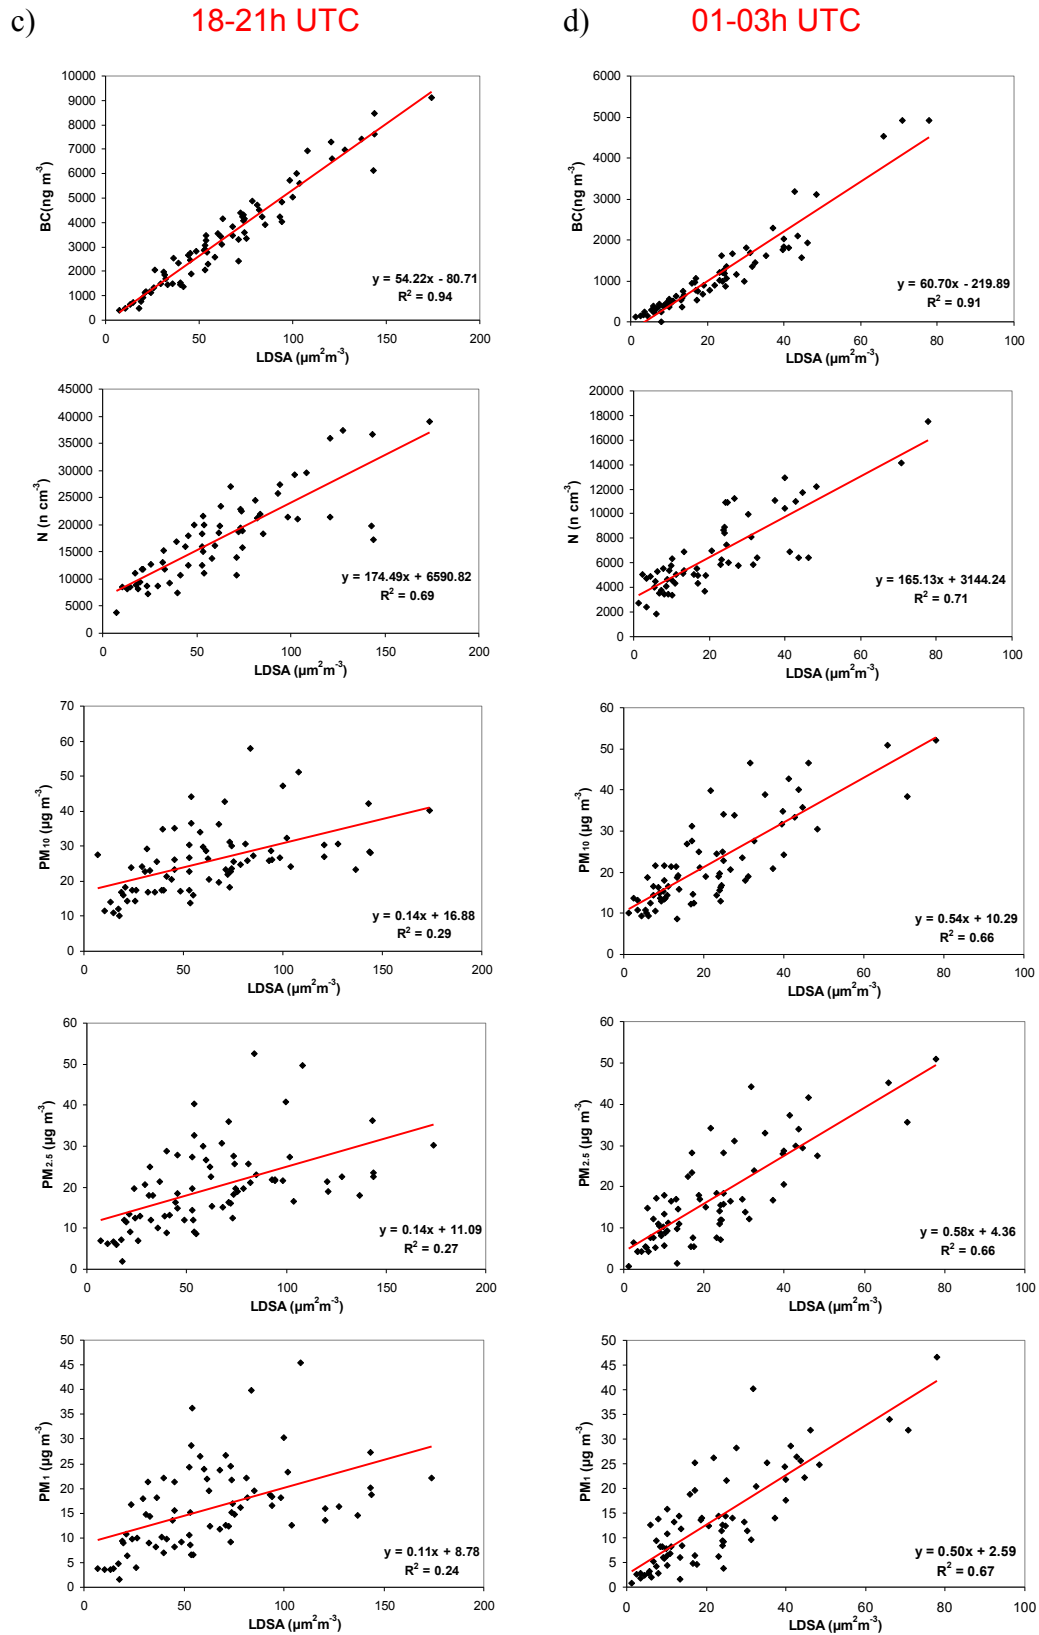 c) 18-21h UTC
d) 01-03h UTC
10000
9000
8000
7000
6000
5000
4000
3000
2000
1000
0
BC(ng m⁻³)
y = 54.22x - 80.71
R² = 0.94
0 50 100 150 200
LDSA (µm²m⁻³)
6000
5000
4000
3000
2000
1000
0
BC(ng m⁻³)
y = 60.70x - 219.89
R² = 0.91
0 20 40 60 80 100
LDSA (µm²m⁻³)
45000
40000
35000
30000
25000
20000
15000
10000
5000
0
N (n cm⁻³)
y = 174.49x + 6590.82
R² = 0.69
0 50 100 150 200
LDSA (µm²m⁻³)
20000
18000
16000
14000
12000
10000
8000
6000
4000
2000
0
N (n cm⁻³)
y = 165.13x + 3144.24
R² = 0.71
0 20 40 60 80 100
LDSA (µm²m⁻³)
70
60
50
40
30
20
10
0
PM₁₀ (µg m⁻³)
y = 0.14x + 16.88
R² = 0.29
0 50 100 150 200
LDSA (µm²m⁻³)
60
50
40
30
20
10
0
PM₁₀ (µg m⁻³)
y = 0.54x + 10.29
R² = 0.66
0 20 40 60 80 100
LDSA (µm²m⁻³)
60
50
40
30
20
10
0
PM₂.₅ (µg m⁻³)
y = 0.14x + 11.09
R² = 0.27
0 50 100 150 200
LDSA (µm²m⁻³)
60
50
40
30
20
10
0
PM₂.₅ (µg m⁻³)
y = 0.58x + 4.36
R² = 0.66
0 20 40 60 80 100
LDSA (µm²m⁻³)
50
45
40
35
30
25
20
15
10
5
0
PM₁ (µg m⁻³)
y = 0.11x + 8.78
R² = 0.24
0 50 100 150 200
LDSA (µm²m⁻³)
50
45
40
35
30
25
20
15
10
5
0
PM₁ (µg m⁻³)
y = 0.50x + 2.59
R² = 0.67
0 20 40 60 80 100
LDSA (µm²m⁻³)